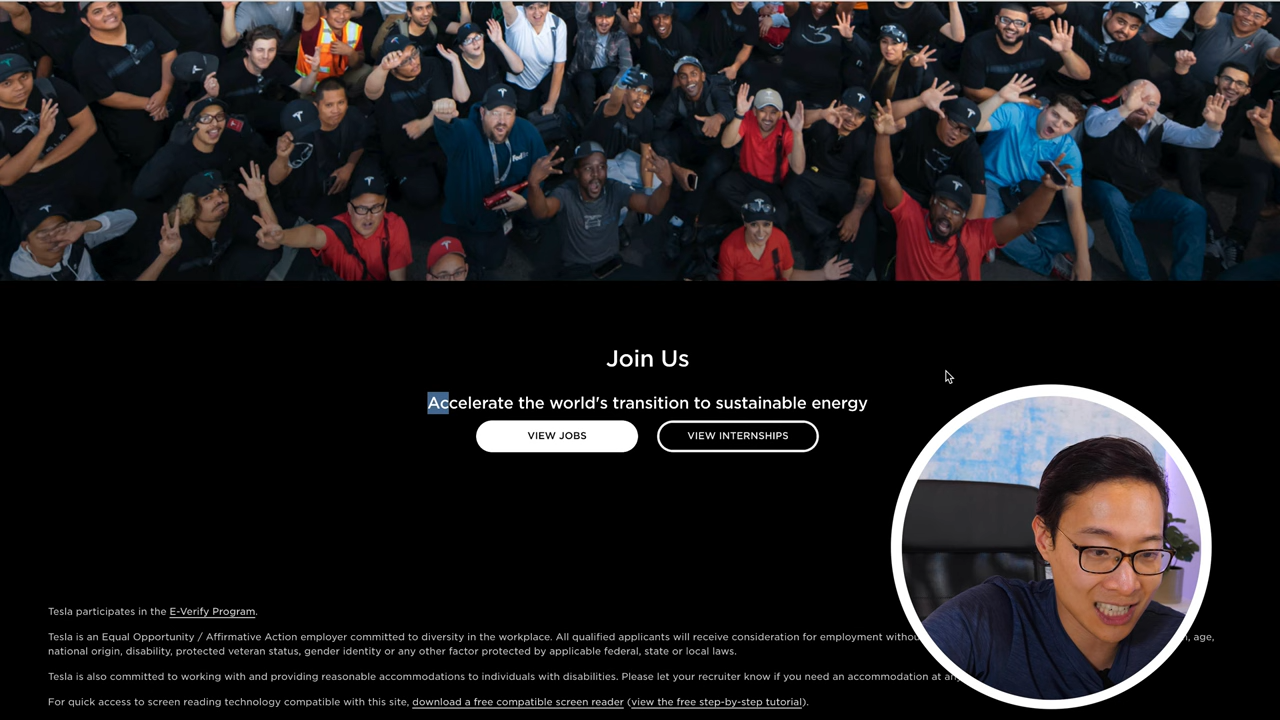 FedEx
3
3
Join Us
Accelerate the world's transition to sustainable energy
VIEW JOBS
VIEW INTERNSHIPS
Tesla participates in the E-Verify Program.
Tesla is an Equal Opportunity / Affirmative Action employer committed to diversity in the workplace. All qualified applicants will receive consideration for employment age,
national origin, disability, protected veteran status, gender identity or any other factor protected by applicable federal, state or local laws.
Tesla is also committed to working with and providing reasonable accommodations to individuals with disabilities. Please let your recruiter know if you need an accommodation at
For quick access to screen reading technology compatible with this site, download a free compatible screen reader (view the free step-by-step tutorial).